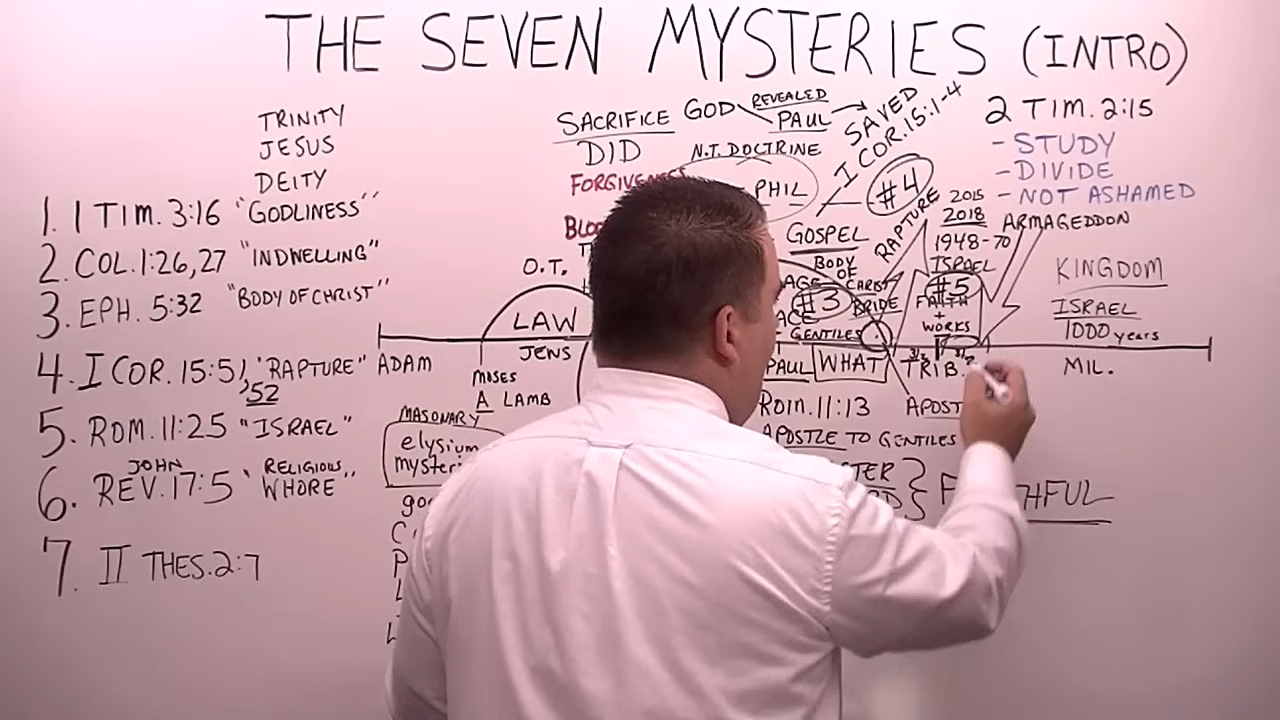 THE SEVEN MYSTERIES (INTRO)
TRINITY
JESUS
DEITY
1. 1 TIM. 3:16 "GODLINESS"
2. COL. 1:26,27 "INDWELLING"
3. EPH. 5:32 "BODY OF CHRIST"
4. I COR. 15:51, "RAPTURE"
52
5. ROM. 11:25 "ISRAEL"
JOHN
6. REV. 17:5 "RELIGIOUS WHORE"
7. II THES. 2:7
SACRIFICE
DID
FORGIVENESS
GOD
REVEALED
PAUL
N.T. DOCTRINE
PHIL
SAVED
I COR. 15:1-4
#4
RAPTURE
2 TIM. 2:15
- STUDY
- DIVIDE
- NOT ASHAMED
2015
2018
1948-70
ISRAEL
#5
FAITH
+
WORKS
ARMAGEDDON
GOSPEL
BODY
OF
CHRIST
#3
BRIDE
GENTILES
KINGDOM
ISRAEL
1000 years
MIL.
O.T.
LAW
JEWS
ADAM
MOSES
A LAMB
MASONARY
elysium
PAUL
WHAT
TRIB.
ROM. 11:13
APOSTLE TO GENTILES